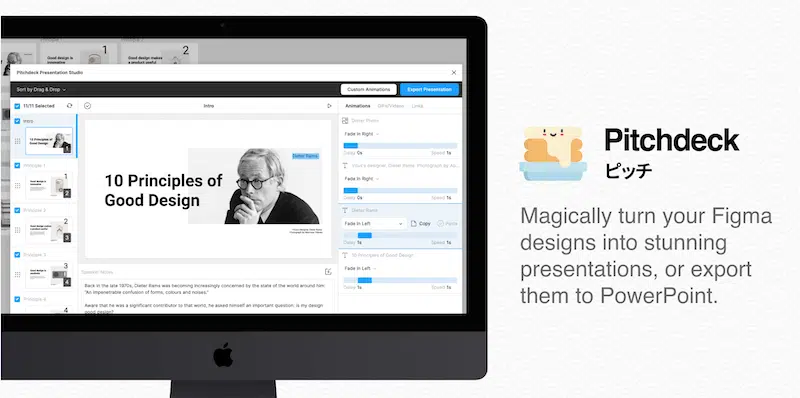 Good design is
innovative
1
Good design makes
a product useful
2
Pitchdeck Presentation Studio
Sort by Drag & Drop
Custom Animations
Export Presentation
11/11 Selected
Intro
Animations
GIFs/Videos
Links
Intro
10 Principles of
Good Design
1
Principle 1
1
2
Principle 2
2
3
Principle 3
3
4
Principle 4
4
10 Principles of
Good Design
Dieter Rams,
Speaker Notes
Back in the late 1970s, Dieter Rams was becoming increasingly concerned by the state of the world around him:
"An impenetrable confusion of forms, colours and noises."
Aware that he was a significant contributor to that world, he asked himself an important question: is my design
good design?
Dieter Photo
Fade In Right
Delay 0s
Speed 1s
Fade In Right
Delay 0s
Speed 1s
Dieter Rams,
Fade In Left
Copy
Paste
Delay 1s
Speed 1s
10 Principles of Good Design
Fade In Left
Delay 1s
Speed 1s
Pitchdeck
ピッチ
Magically turn your Figma
designs into stunning
presentations, or export
them to PowerPoint.